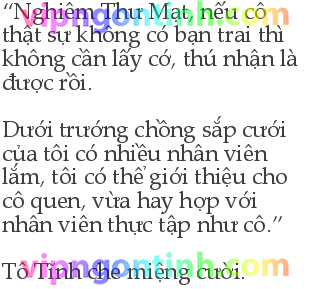 “Nghiêm Thư Mạt, nếu cô
thật sự không có bạn trai thì
không cần lấy cớ, thú nhận là
được rồi.
Dưới trướng chồng sắp cưới
của tôi có nhiều nhân viên
lắm, tôi có thể giới thiệu cho
cô quen, vừa hay hợp với
nhân viên thực tập như cô.”
Tô Tĩnh che miệng cười.
vipngontinh.com
vipngontinh.com